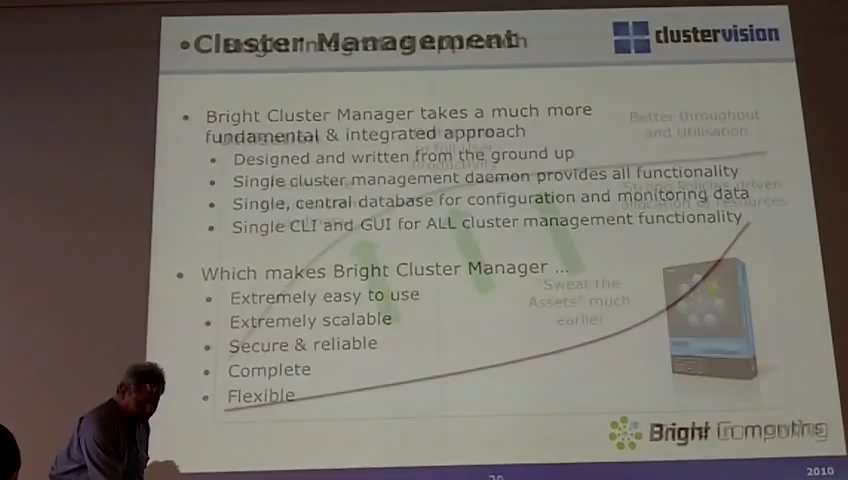 Cluster Management
clustervision
Bright Cluster Manager takes a much more
fundamental & integrated approach
Designed and written from the ground up
Single cluster management daemon provides all functionality
Single, central database for configuration and monitoring data
Single CLI and GUI for ALL cluster management functionality
Better throughput
and Utilisation
Which makes Bright Cluster Manager ...
Extremely easy to use
Extremely scalable
Secure & reliable
Complete
Flexible
"Sweat the
Assets" much
earlier
Bright Computing
20
2010